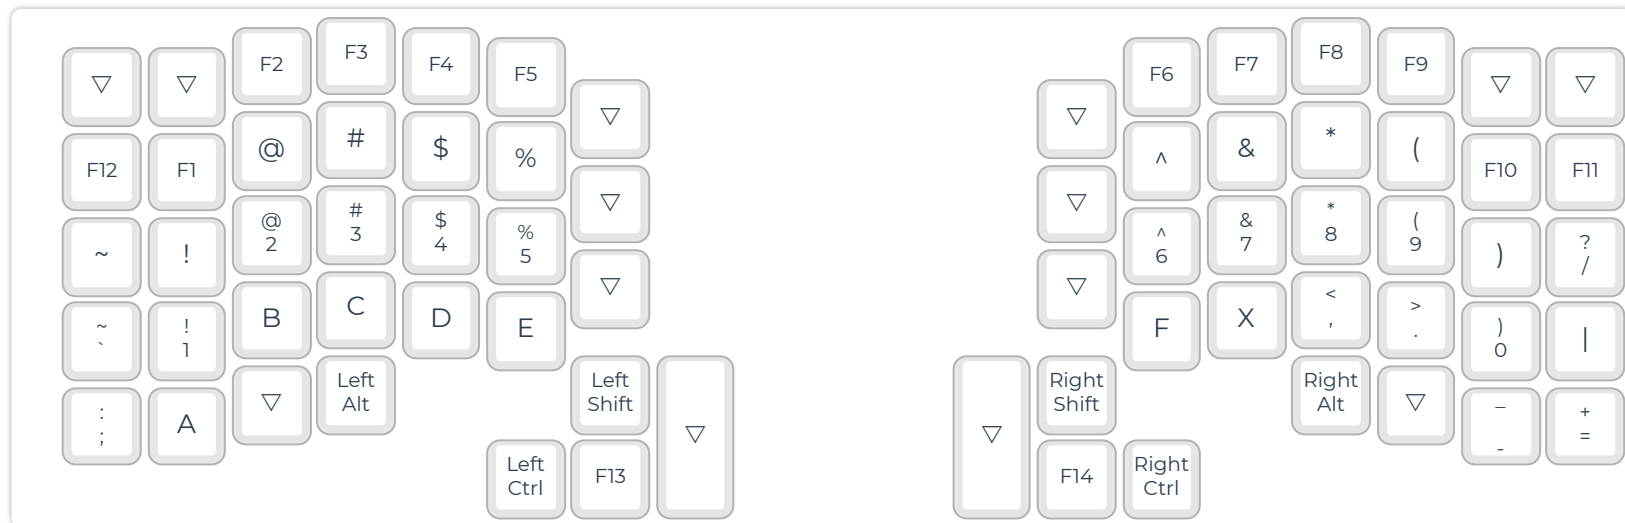 ▽ ▽ F2 F3 F4 F5 ▽
F12 F1 @ # $ % ▽
~ ! @ # $ % ▽
2 3 4 5
~ ! B C D E
` 1
: A ▽ Left Left ▽
; Alt Shift
Left F13
Ctrl
▽ F6 F7 F8 F9 ▽ ▽
▽ ^ & * ( F10 F11
▽ ^ & * ( ) ?
6 7 8 9 /
F X < > ) |
, . 0
▽ Right Right ▽ _ +
Shift Alt - =
F14 Right
Ctrl